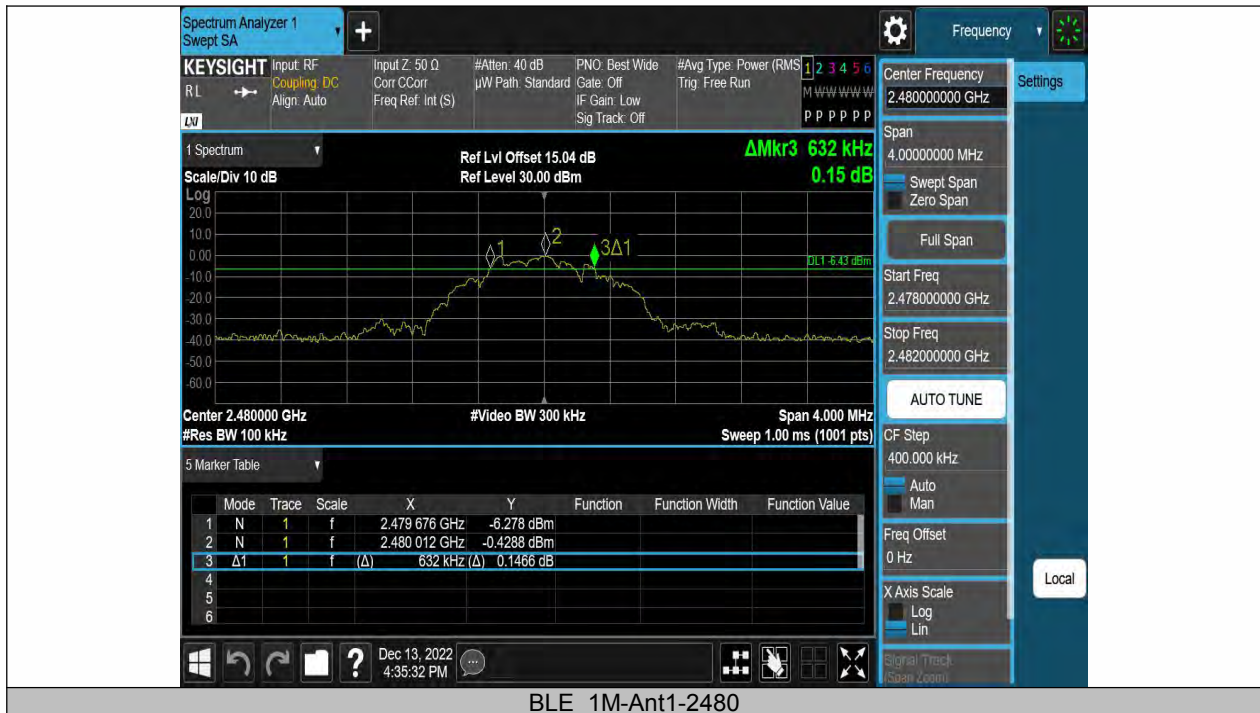 Spectrum Analyzer 1
Swept SA
+
Frequency
KEYSIGHT
RL
LXI
Input: RF
Coupling: DC
Align: Auto
Input Z: 50 Ω
Corr CCorr
Freq Ref: Int (S)
#Atten: 40 dB
µW Path: Standard
PNO: Best Wide
Gate: Off
IF Gain: Low
Sig Track: Off
#Avg Type: Power (RMS
Trig: Free Run
1 2 3 4 5 6
M W W W W W
P P P P P P
Center Frequency
2.480000000 GHz
Settings
Span
4.00000000 MHz
Swept Span
Zero Span
Full Span
Start Freq
2.478000000 GHz
Stop Freq
2.482000000 GHz
AUTO TUNE
CF Step
400.000 kHz
Auto
Man
Freq Offset
0 Hz
X Axis Scale
Log
Lin
Signal Track
(Span Zoom)
Local
1 Spectrum
Scale/Div 10 dB
Ref Lvl Offset 15.04 dB
Ref Level 30.00 dBm
ΔMkr3 632 kHz
0.15 dB
Log
20.0
10.0
0.00
-10.0
-20.0
-30.0
-40.0
-50.0
-60.0
1
2
3Δ1
DL1 -6.43 dBm
Center 2.480000 GHz
#Video BW 300 kHz
Span 4.000 MHz
#Res BW 100 kHz
Sweep 1.00 ms (1001 pts)
5 Marker Table
Mode Trace Scale X Y Function Function Width Function Value
1 N 1 f 2.479 676 GHz -6.278 dBm
2 N 1 f 2.480 012 GHz -0.4288 dBm
3 Δ1 1 f (Δ) 632 kHz (Δ) 0.1466 dB
4
5
6
?
Dec 13, 2022
4:35:32 PM
BLE_1M-Ant1-2480